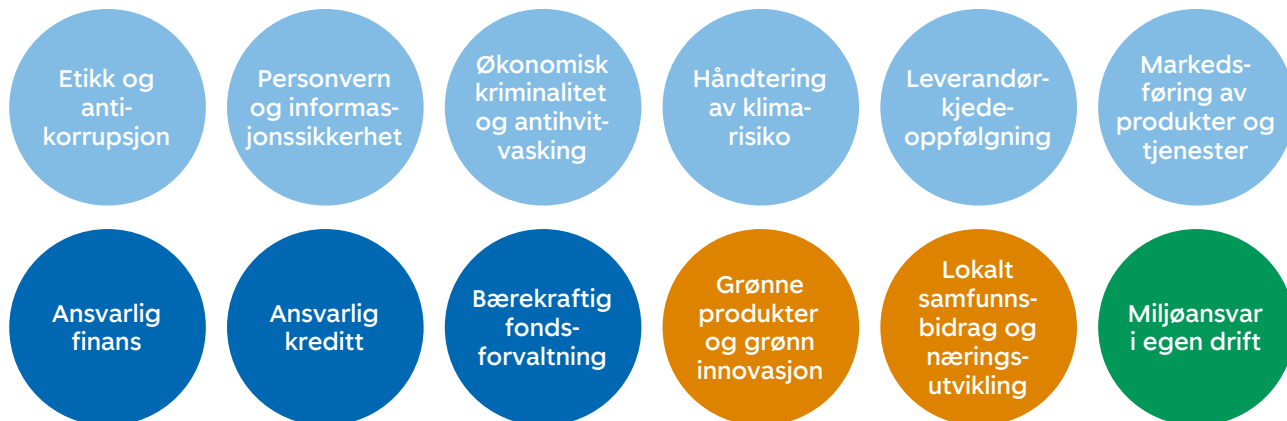 Etikk og
anti-
korrupsjon
Personvern
og informas-
jonssikkerhet
Økonomisk
kriminalitet
og antihvit-
vasking
Håndtering
av klima-
risiko
Leverandør-
kjede-
oppfølgning
Markeds-
føring av
produkter og
tjenester
Ansvarlig
finans
Ansvarlig
kreditt
Bærekraftig
fonds-
forvaltning
Grønne
produkter
og grønn
innovasjon
Lokalt
samfunns-
bidrag og
nærings-
utvikling
Miljøansvar
i egen drift